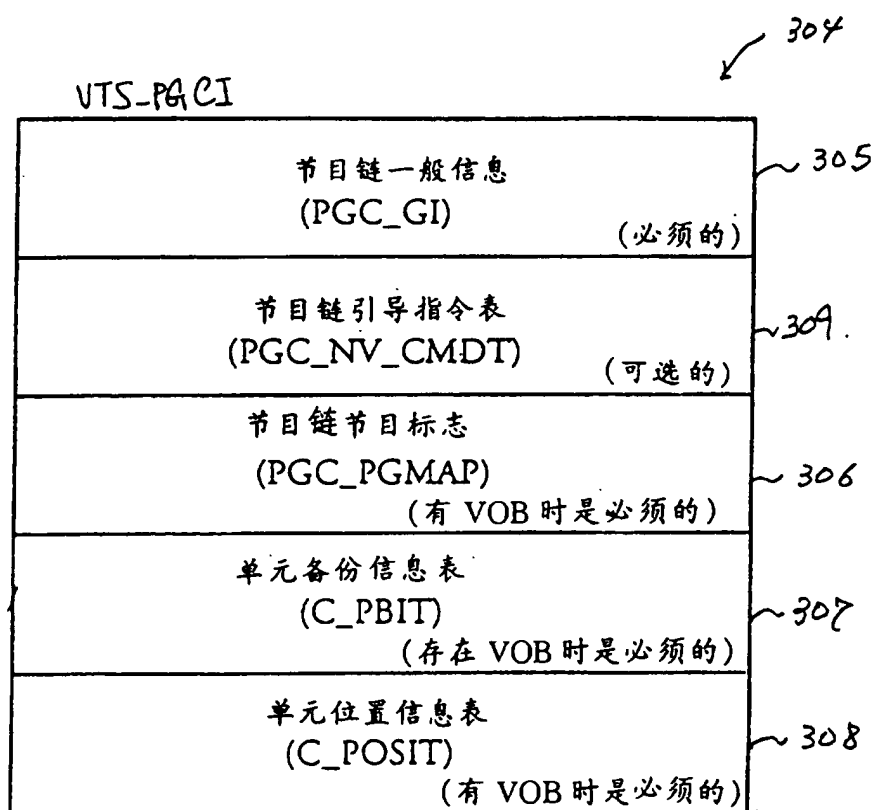 304
VTS_PGCI
节目链一般信息
(PGC_GI)
(必须的)
305
节目链引导指令表
(PGC_NV_CMDT)
(可选的)
309.
节目链节目标志
(PGC_PGMAP)
(有 VOB 时是必须的)
306
单元备份信息表
(C_PBIT)
(存在 VOB 时是必须的)
307
单元位置信息表
(C_POSIT)
(有 VOB 时是必须的)
308